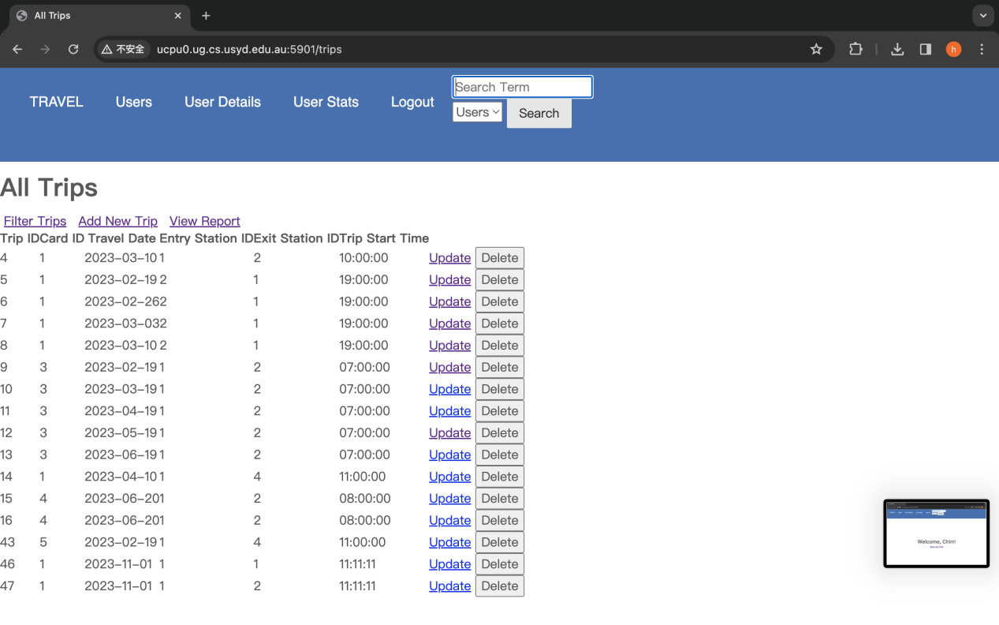 All Trips
不安全 ucpu0.ug.cs.usyd.edu.au:5901/trips
h
TRAVEL Users User Details User Stats Logout
Search Term
Users Search
All Trips
Filter Trips Add New Trip View Report
Trip ID Card ID Travel Date Entry Station ID Exit Station ID Trip Start Time
4 1 2023-03-10 1 2 10:00:00 Update Delete
5 1 2023-02-19 2 1 19:00:00 Update Delete
6 1 2023-02-26 2 1 19:00:00 Update Delete
7 1 2023-03-03 2 1 19:00:00 Update Delete
8 1 2023-03-10 2 1 19:00:00 Update Delete
9 3 2023-02-19 1 2 07:00:00 Update Delete
10 3 2023-03-19 1 2 07:00:00 Update Delete
11 3 2023-04-19 1 2 07:00:00 Update Delete
12 3 2023-05-19 1 2 07:00:00 Update Delete
13 3 2023-06-19 1 2 07:00:00 Update Delete
14 1 2023-04-10 1 4 11:00:00 Update Delete
15 4 2023-06-20 1 2 08:00:00 Update Delete
16 4 2023-06-20 1 2 08:00:00 Update Delete
43 5 2023-02-19 1 4 11:00:00 Update Delete
46 1 2023-11-01 1 1 11:11:11 Update Delete
47 1 2023-11-01 1 2 11:11:11 Update Delete
Welcome, Chirri